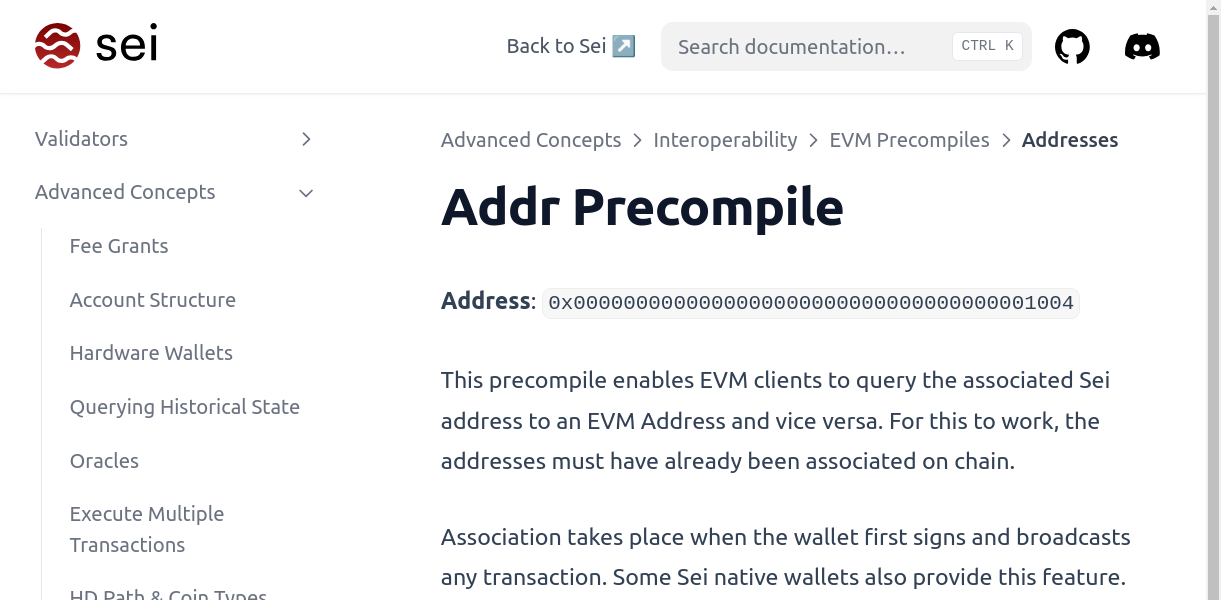 sei
Back to Sei ↗
Search documentation…
CTRL K
Validators
Advanced Concepts
Fee Grants
Account Structure
Hardware Wallets
Querying Historical State
Oracles
Execute Multiple
Transactions
HD Path & Coin Types
Advanced Concepts > Interoperability > EVM Precompiles > Addresses
Addr Precompile
Address: 0x0000000000000000000000000000000000001004
This precompile enables EVM clients to query the associated Sei
address to an EVM Address and vice versa. For this to work, the
addresses must have already been associated on chain.
Association takes place when the wallet first signs and broadcasts
any transaction. Some Sei native wallets also provide this feature.